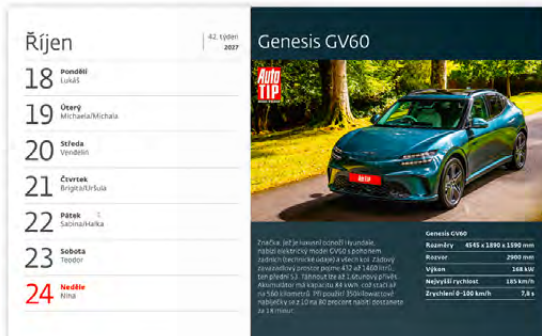 Říjen
42. týden
2027
18 Pondělí
Lukáš
19 Úterý
Michaela/Michala
20 Středa
Vendelín
21 Čtvrtek
Brigita/Uršula
22 Pátek
Sabina/Halka
23 Sobota
Teodor
24 Neděle
Nina
Genesis GV60
Auto
TIP
AUTO TIP
Značka, jež je luxusní odnoží Hyundaie,
nabízí elektrický model GV60 s pohonem
zadních (technické údaje) a všech kol. Zádový
zavazadlový prostor pojme 432 až 1460 litrů,
ten přední 53. Táhnout lze až 1,6tunový přívěs.
Akumulátor má kapacitu 84 kWh, což stačí až
na 560 kilometrů. Při použití 350kilowattové
nabíječky se z 10 na 80 procent nabití dostanete
za 18 minut.
Genesis GV60
Rozměry 4545 x 1890 x 1590 mm
Rozvor 2900 mm
Výkon 168 kW
Nejvyšší rychlost 185 km/h
Zrychlení 0-100 km/h 7,8 s